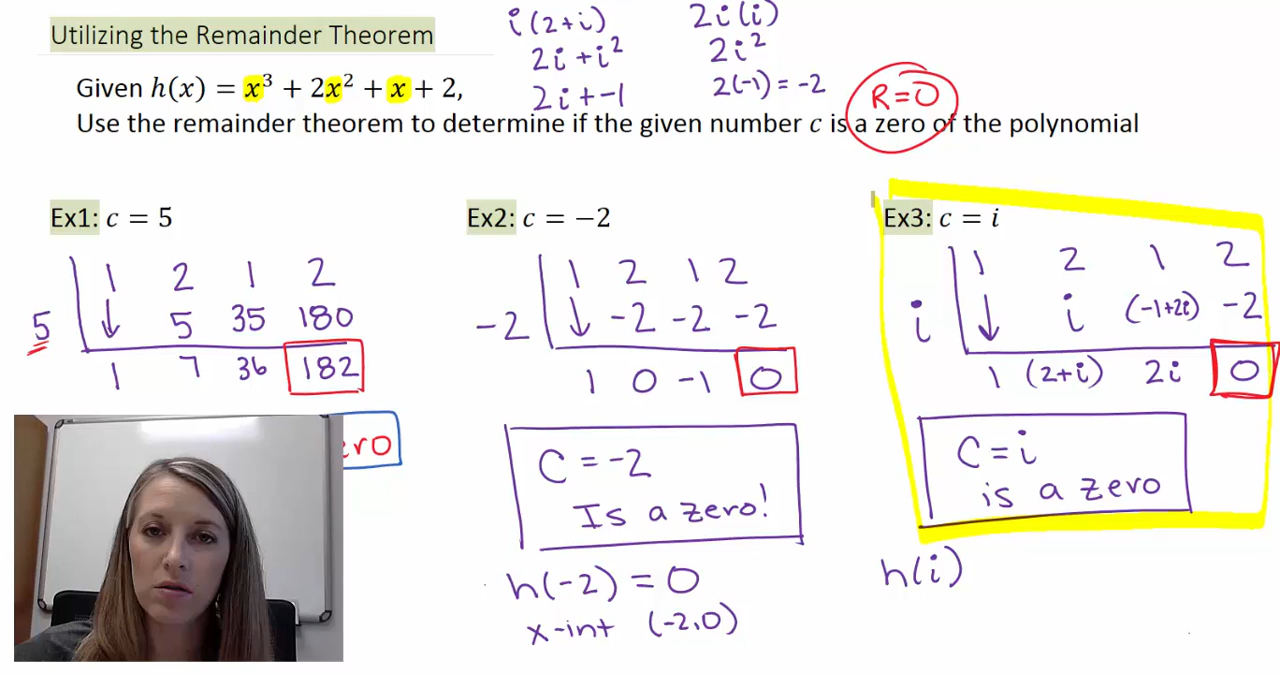 Utilizing the Remainder Theorem
i(2+i)
2i+i²
2i+-1
2i(i)
2i²
2(-1)=-2
Given h(x) = x³ + 2x² + x + 2,
R=0
Use the remainder theorem to determine if the given number c is a zero of the polynomial
Ex1: c = 5
1 2 1 2
5 ↓ 5 35 180
1 7 36 182
ero
Ex2: c = −2
1 2 1 2
-2 ↓ -2 -2 -2
1 0 -1 0
C = -2
Is a zero!
h(-2) = 0
x-int (-2,0)
Ex3: c = i
1 2 1 2
i ↓ i (-1+2i) -2
1 (2+i) 2i 0
C = i
is a zero
h(i)